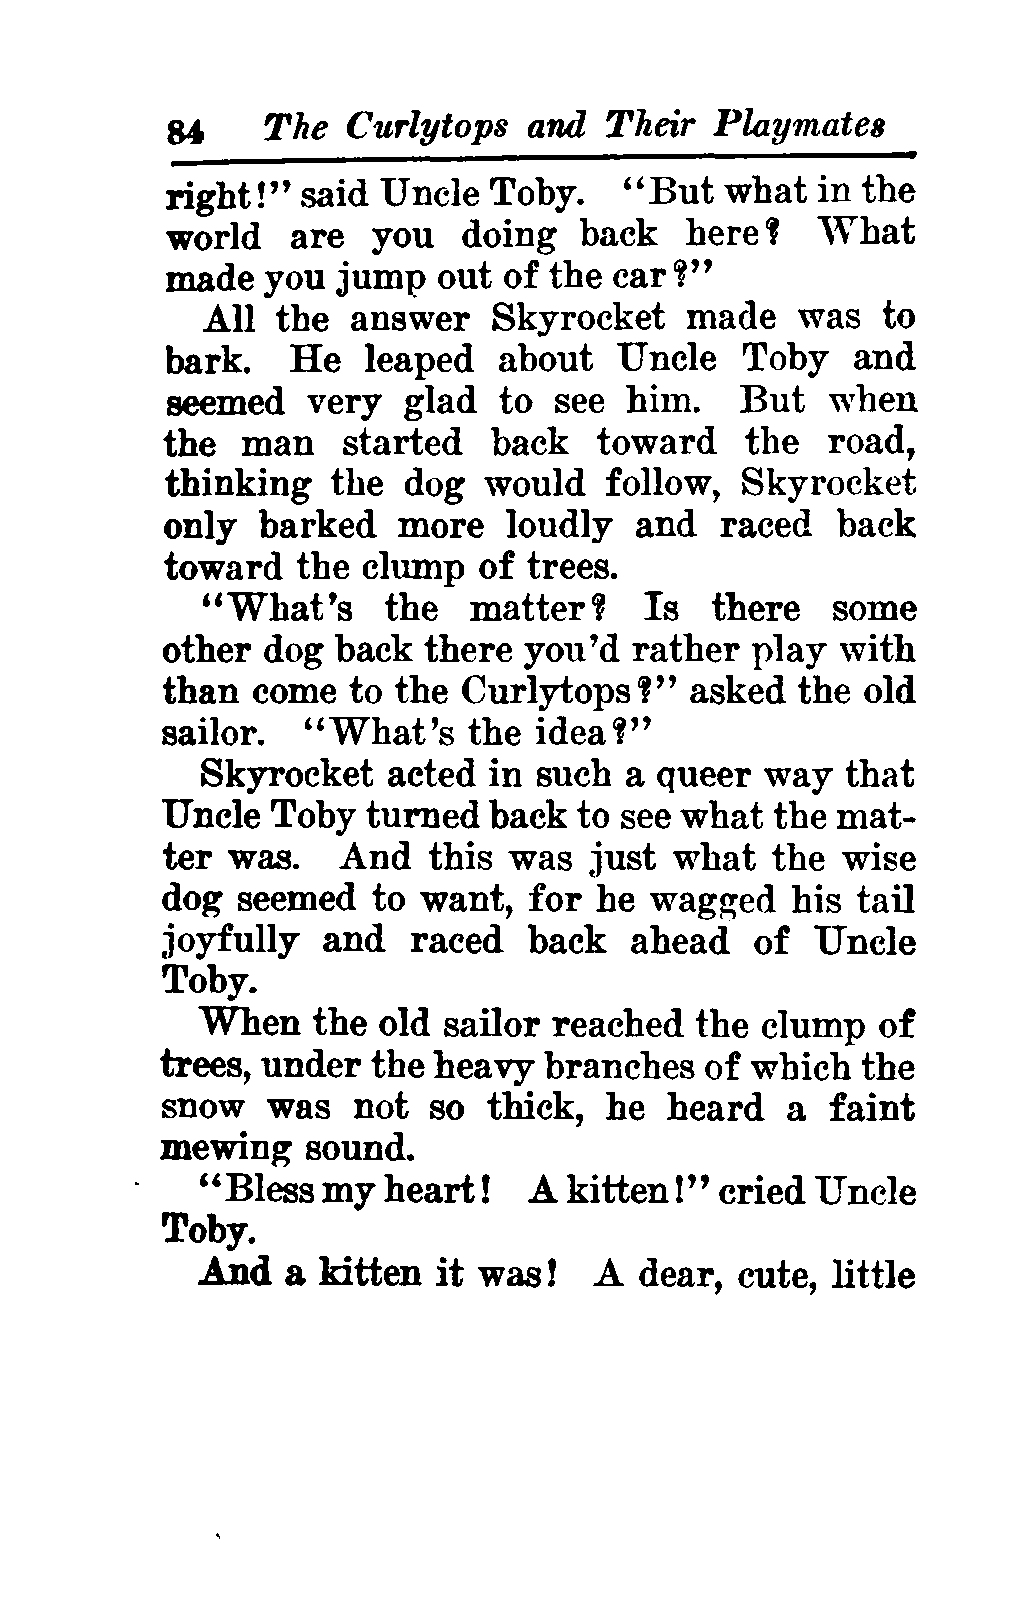 84 The Curlytops and Their Playmates
right!" said Uncle Toby. "But what in the
world are you doing back here? What
made you jump out of the car?"
All the answer Skyrocket made was to
bark. He leaped about Uncle Toby and
seemed very glad to see him. But when
the man started back toward the road,
thinking the dog would follow, Skyrocket
only barked more loudly and raced back
toward the clump of trees.
"What's the matter? Is there some
other dog back there you'd rather play with
than come to the Curlytops?" asked the old
sailor. "What's the idea?"
Skyrocket acted in such a queer way that
Uncle Toby turned back to see what the mat-
ter was. And this was just what the wise
dog seemed to want, for he wagged his tail
joyfully and raced back ahead of Uncle
Toby.
When the old sailor reached the clump of
trees, under the heavy branches of which the
snow was not so thick, he heard a faint
mewing sound.
"Bless my heart! A kitten!" cried Uncle
Toby.
And a kitten it was! A dear, cute, little